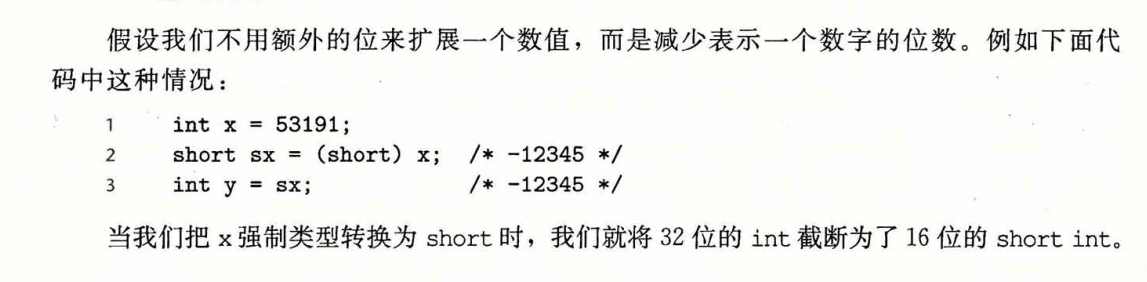 假设我们不用额外的位来扩展一个数值，而是减少表示一个数字的位数。例如下面代
码中这种情况：
1 int x = 53191;
2 short sx = (short) x; /* -12345 */
3 int y = sx; /* -12345 */
当我们把 x 强制类型转换为 short 时，我们就将 32 位的 int 截断为了 16 位的 short int。